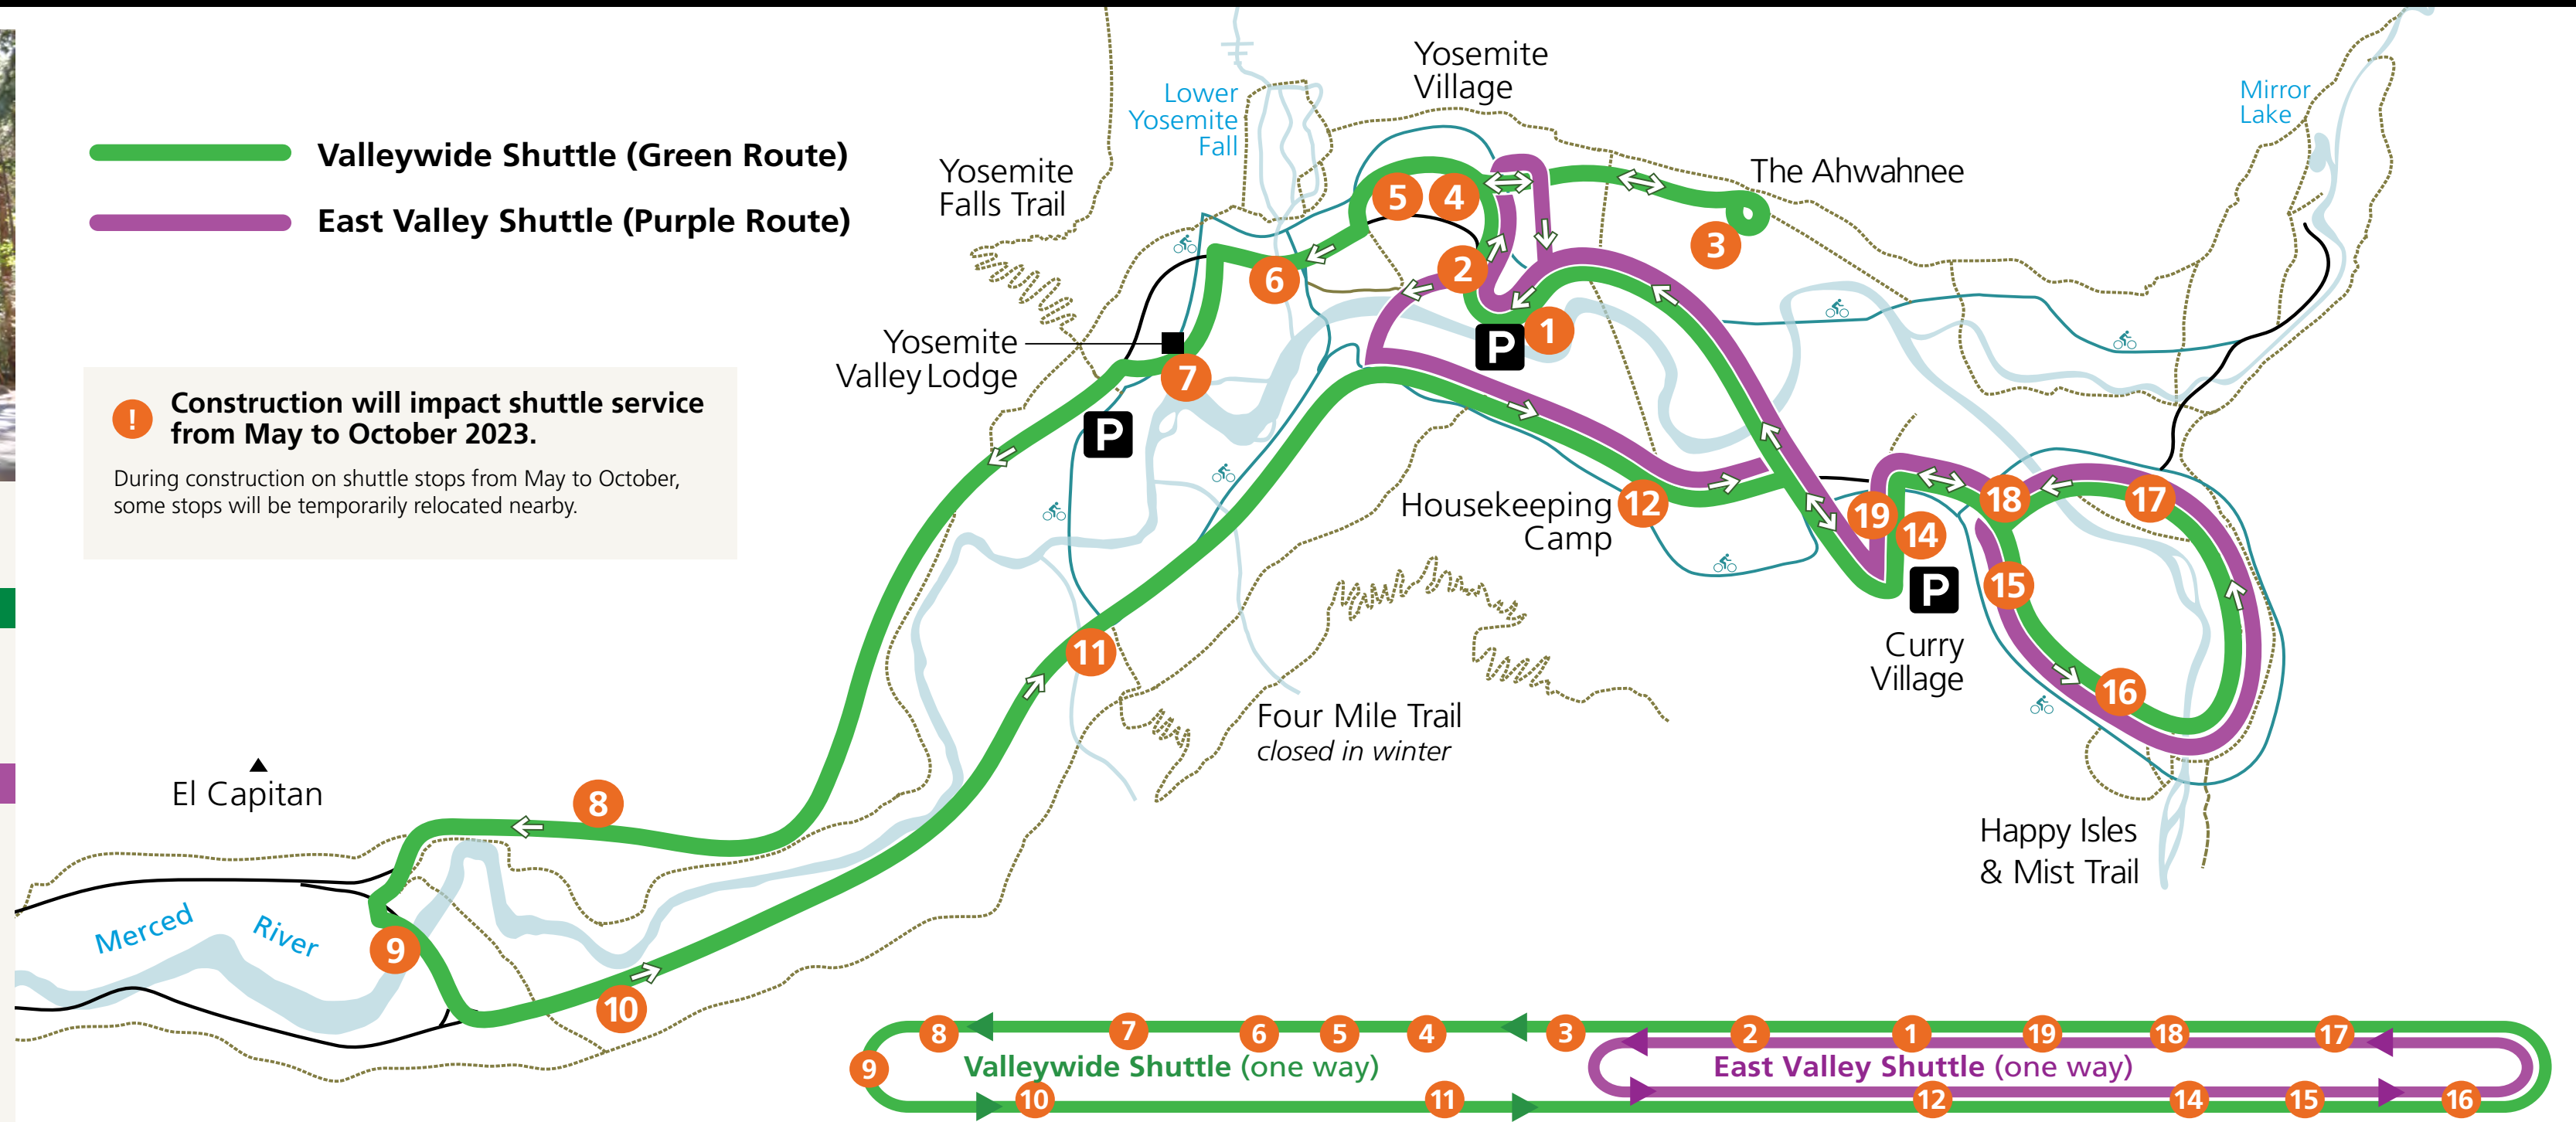 Valleywide Shuttle (Green Route)
East Valley Shuttle (Purple Route)
!
Construction will impact shuttle service
from May to October 2023.
During construction on shuttle stops from May to October,
some stops will be temporarily relocated nearby.
Yosemite
Village
Lower
Yosemite
Fall
Mirror
Lake
Yosemite
Falls Trail
The Ahwahnee
5
4
3
2
6
1
P
Yosemite
Valley Lodge
7
P
Housekeeping
Camp
12
19
14
18
17
15
P
16
Curry
Village
11
Four Mile Trail
closed in winter
El Capitan
8
Happy Isles
& Mist Trail
Merced River
9
10
8
7
6
5
4
3
2
1
19
18
17
9
Valleywide Shuttle (one way)
East Valley Shuttle (one way)
10
11
12
14
15
16